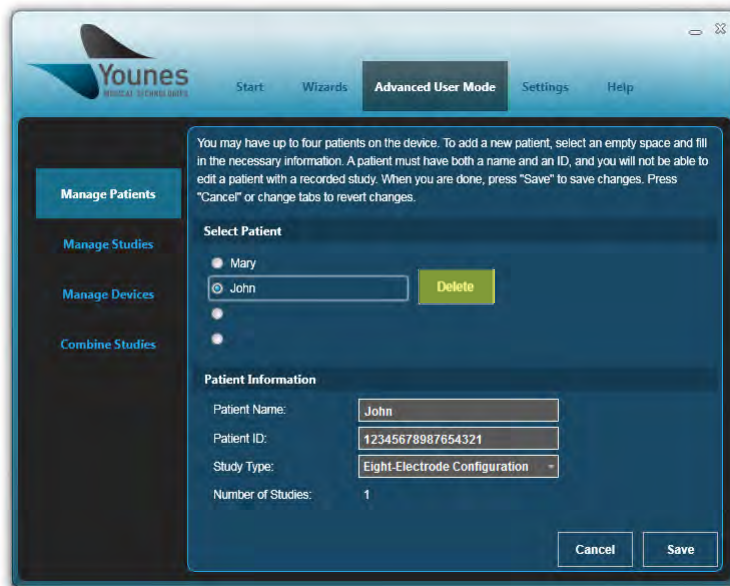 Younes
MEDICAL TECHNOLOGIES
Start Wizards Advanced User Mode Settings Help
You may have up to four patients on the device. To add a new patient, select an empty space and fill
in the necessary information. A patient must have both a name and an ID, and you will not be able to
edit a patient with a recorded study. When you are done, press "Save" to save changes. Press
"Cancel" or change tabs to revert changes.
Manage Patients
Manage Studies
Manage Devices
Combine Studies
Select Patient
Mary
John
Delete
Patient Information
Patient Name: John
Patient ID: 12345678987654321
Study Type: Eight-Electrode Configuration
Number of Studies: 1
Cancel Save